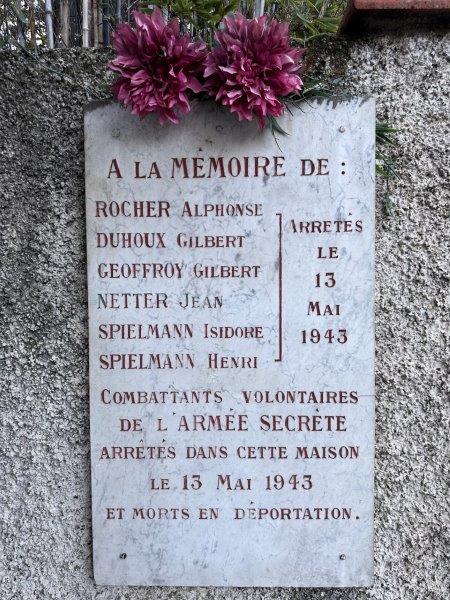 A LA MÉMOIRE DE :
ROCHER ALPHONSE
DUHOUX GILBERT
GEOFFROY GILBERT
NETTER JEAN
SPIELMANN ISIDORE
SPIELMANN HENRI
ARRETÉS
LE
13
MAI
1943
COMBATTANTS VOLONTAIRES
DE L'ARMÉE SECRÈTE
ARRÊTÉS DANS CETTE MAISON
LE 13 MAI 1943
ET MORTS EN DÉPORTATION.